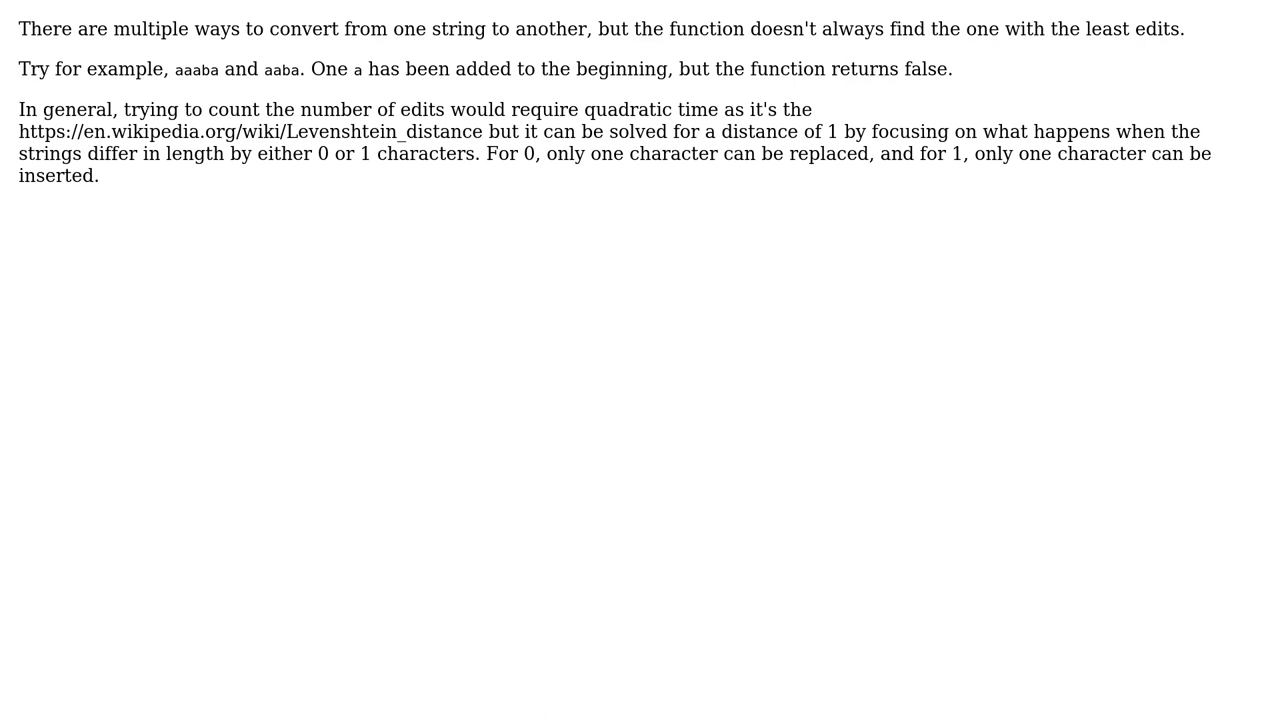 There are multiple ways to convert from one string to another, but the function doesn't always find the one with the least edits.
Try for example, aaaba and aaba. One a has been added to the beginning, but the function returns false.
In general, trying to count the number of edits would require quadratic time as it's the
https://en.wikipedia.org/wiki/Levenshtein_distance but it can be solved for a distance of 1 by focusing on what happens when the
strings differ in length by either 0 or 1 characters. For 0, only one character can be replaced, and for 1, only one character can be
inserted.